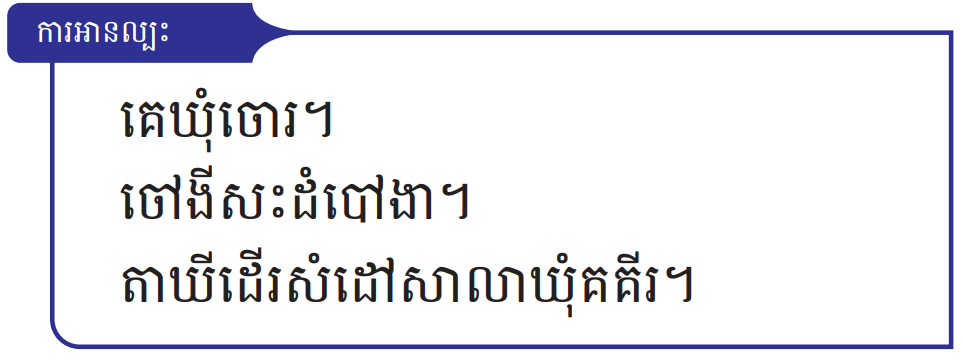 ការអានល្បះ
គេឃុំចោរ។
ចៅងីសះដំបៅងា។
តាឃីដើរសំដៅសាលាឃុំគគីរ។